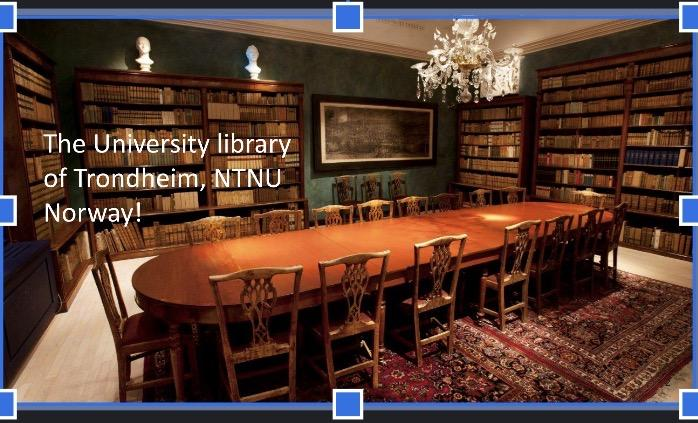 The University library
of Trondheim, NTNU
Norway!